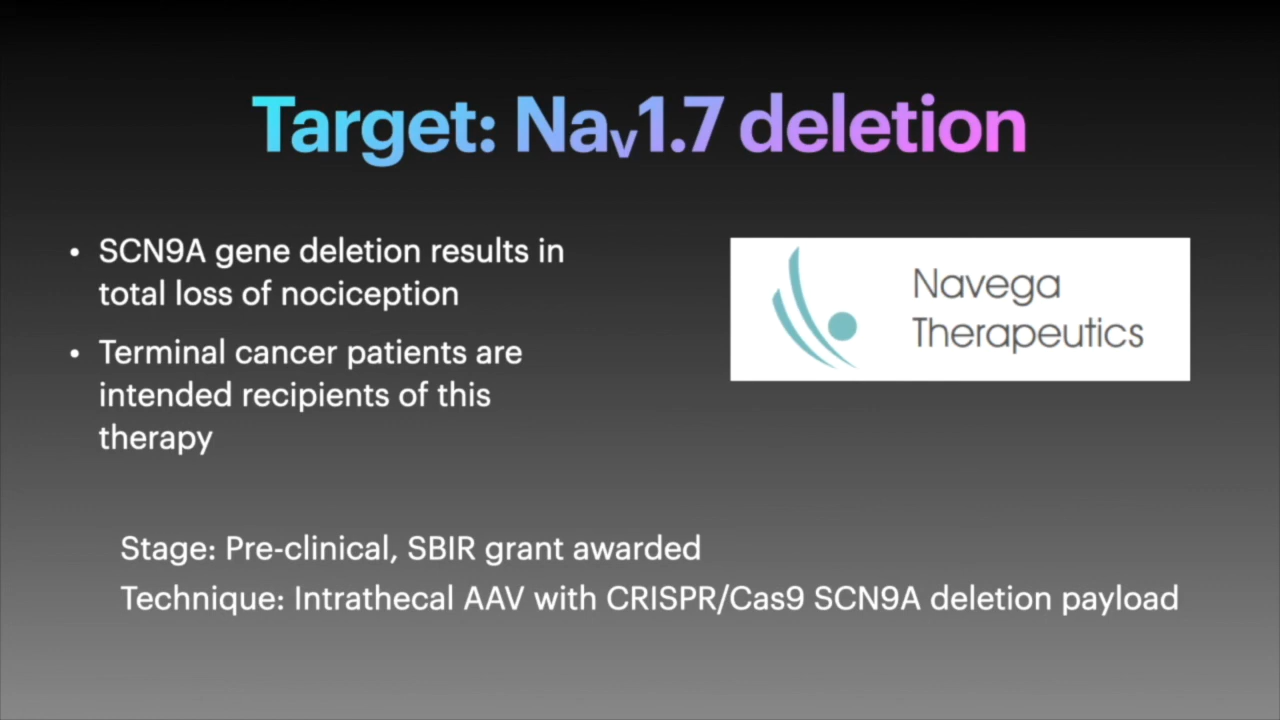 Target: Naᵥ1.7 deletion
• SCN9A gene deletion results in
total loss of nociception
• Terminal cancer patients are
intended recipients of this
therapy
Navega
Therapeutics
Stage: Pre-clinical, SBIR grant awarded
Technique: Intrathecal AAV with CRISPR/Cas9 SCN9A deletion payload